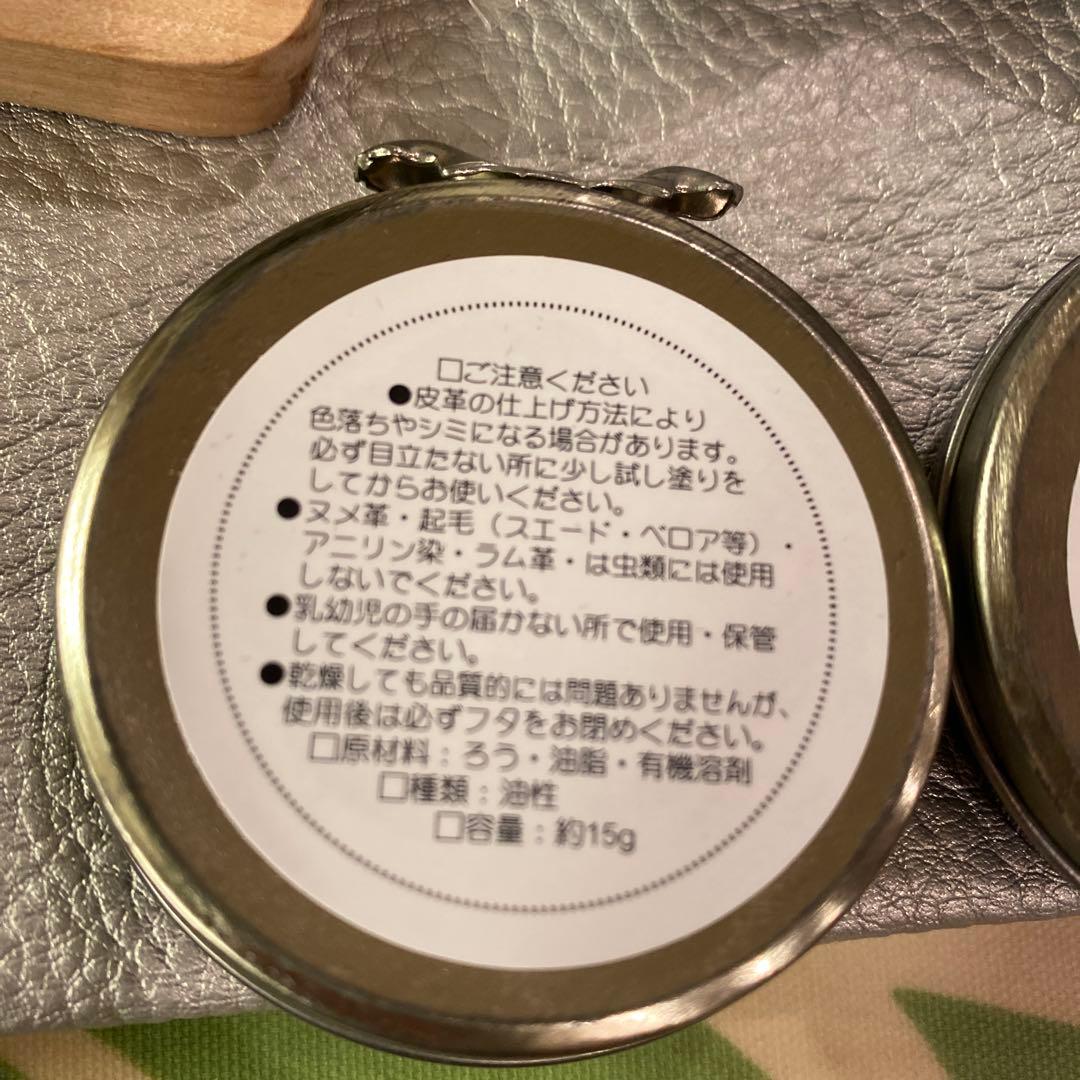 □ご注意ください
●皮革の仕上げ方法により
色落ちやシミになる場合があります。
必ず目立たない所に少し試し塗りを
してからお使いください。
●ヌメ革・起毛（スエード・ベロア等）・
アニリン染・ラム革・は虫類には使用
しないでください。
●乳幼児の手の届かない所で使用・保管
してください。
●乾燥しても品質的には問題ありませんが、
使用後は必ずフタをお閉めください。
□原材料：ろう・油脂・有機溶剤
□種類：油性
□容量：約15g